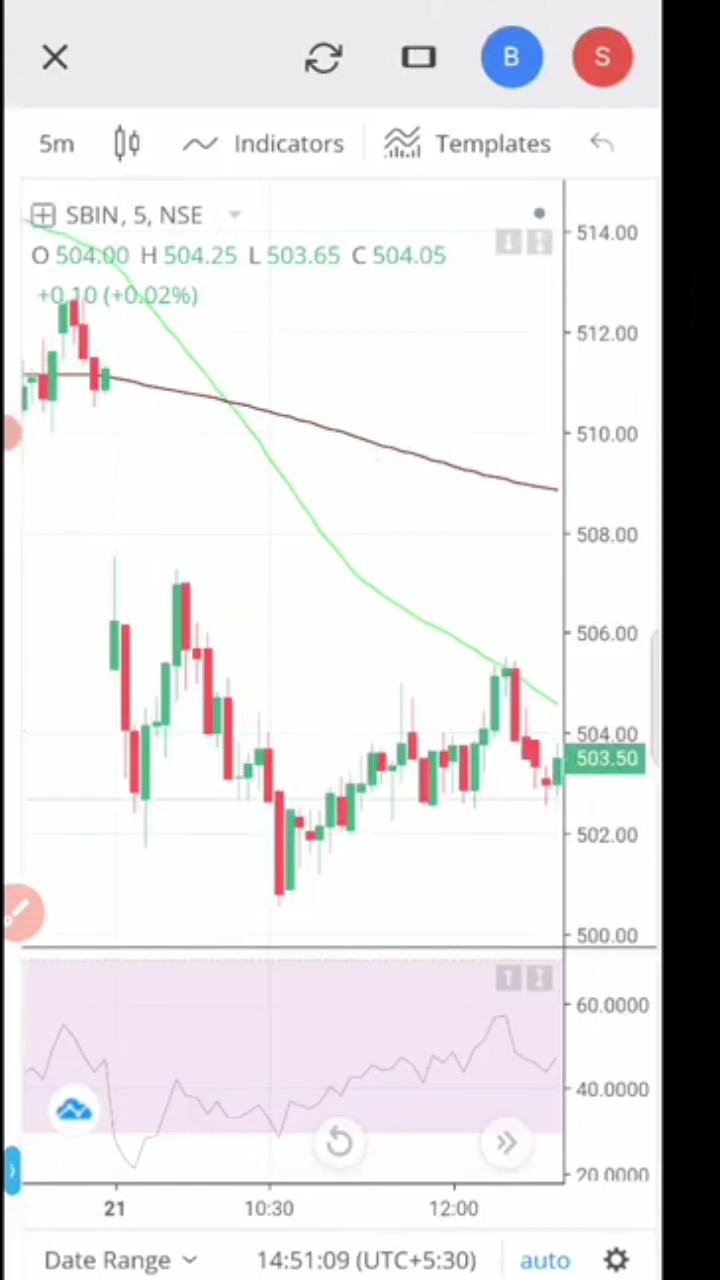 B S
5m Indicators Templates
SBIN, 5, NSE
O 504.00 H 504.25 L 503.65 C 504.05
+0.10 (+0.02%)
514.00
512.00
510.00
508.00
506.00
504.00
503.50
502.00
500.00
60.0000
40.0000
20.0000
21 10:30 12:00
Date Range 14:51:09 (UTC+5:30) auto